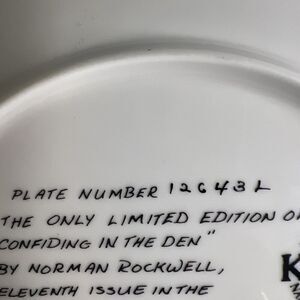 PLATE NUMBER 12643L
THE ONLY LIMITED EDITION OF
CONFIDING IN THE DEN"
BY NORMAN ROCKWELL,
ELEVENTH ISSUE IN THE
K